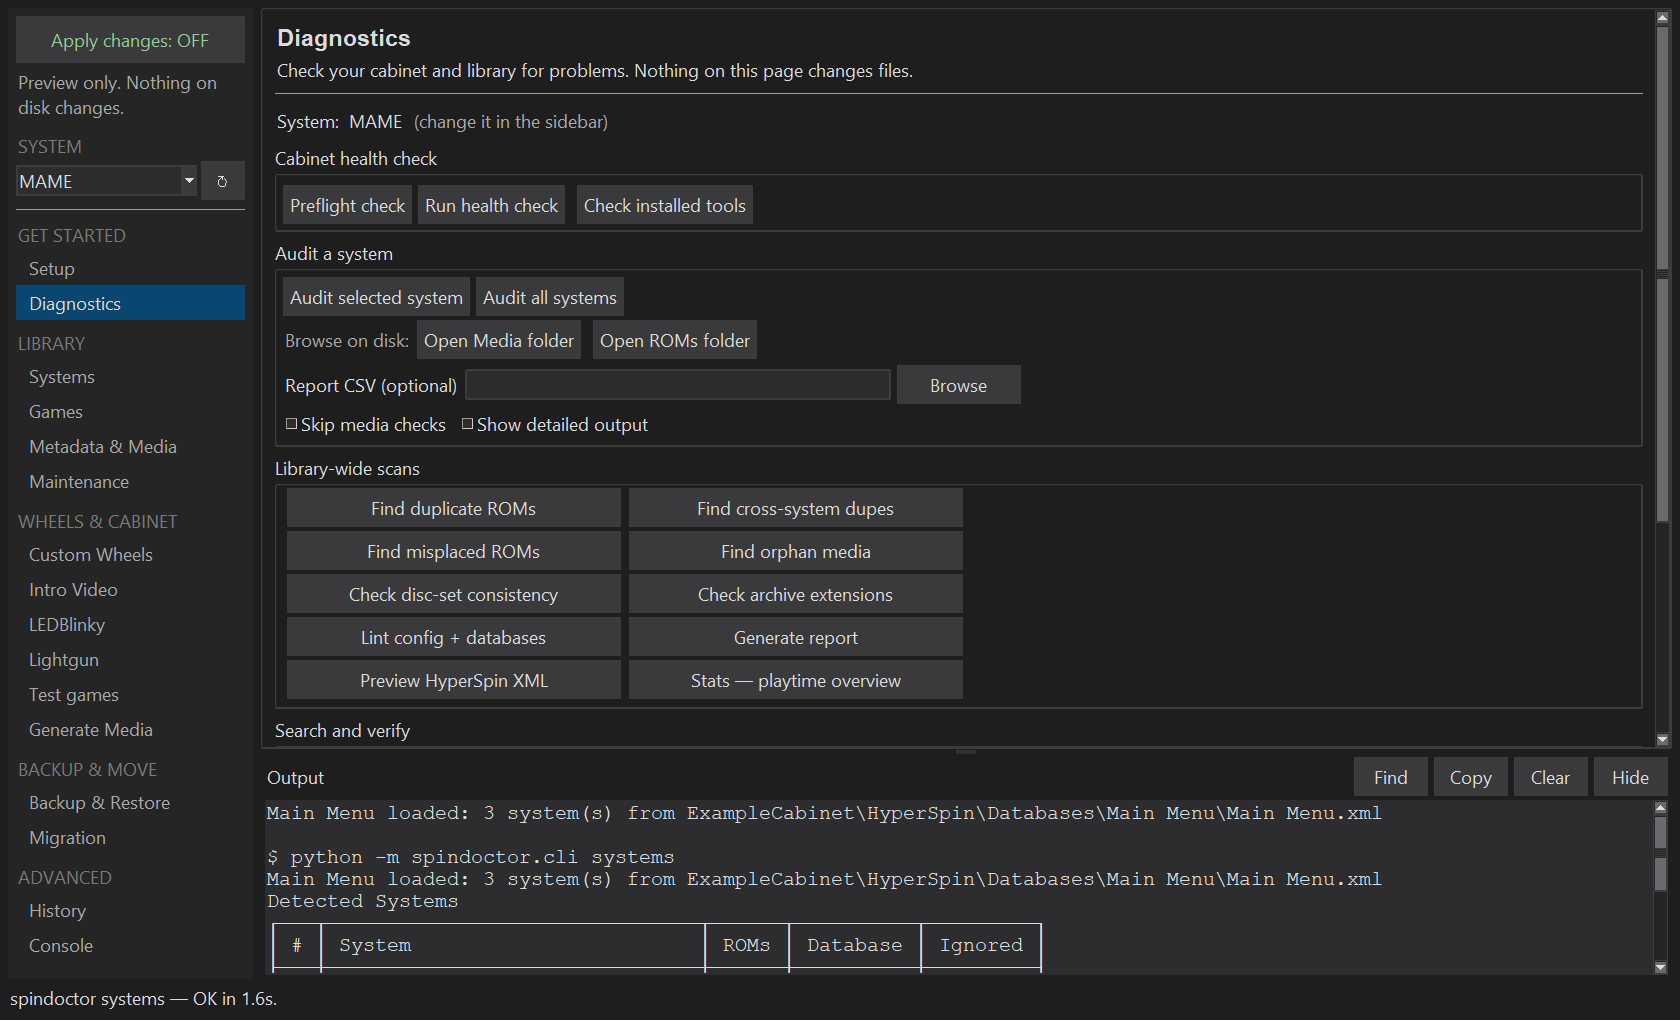 Apply changes: OFF
Preview only. Nothing on
disk changes.
SYSTEM
MAME
GET STARTED
Setup
Diagnostics
LIBRARY
Systems
Games
Metadata & Media
Maintenance
WHEELS & CABINET
Custom Wheels
Intro Video
LEDBlinky
Lightgun
Test games
Generate Media
BACKUP & MOVE
Backup & Restore
Migration
ADVANCED
History
Console
Diagnostics
Check your cabinet and library for problems. Nothing on this page changes files.
System: MAME (change it in the sidebar)
Cabinet health check
Preflight check Run health check Check installed tools
Audit a system
Audit selected system Audit all systems
Browse on disk: Open Media folder Open ROMs folder
Report CSV (optional) Browse
Skip media checks Show detailed output
Library-wide scans
Find duplicate ROMs Find cross-system dupes
Find misplaced ROMs Find orphan media
Check disc-set consistency Check archive extensions
Lint config + databases Generate report
Preview HyperSpin XML Stats — playtime overview
Search and verify
Output Find Copy Clear Hide
Main Menu loaded: 3 system(s) from ExampleCabinet\HyperSpin\Databases\Main Menu\Main Menu.xml
$ python -m spindoctor.cli systems
Main Menu loaded: 3 system(s) from ExampleCabinet\HyperSpin\Databases\Main Menu\Main Menu.xml
Detected Systems
# System ROMs Database Ignored
spindoctor systems — OK in 1.6s.